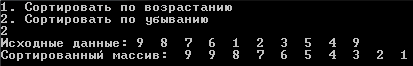 1. Сортировать по возрастанию
2. Сортировать по убыванию
2
Исходные данные: 9 8 7 6 1 2 3 5 4 9
Сортированный массив: 9 9 8 7 6 5 4 3 2 1